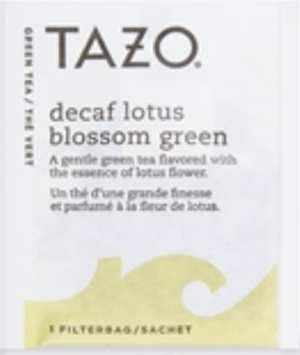 GREEN TEA / THÉ VERT
TAZO®
decaf lotus
blossom green
A gentle green tea flavored with
the essence of lotus flower.
Un thé d'une grande finesse
et parfumé à la fleur de lotus.
1 FILTERBAG/SACHET